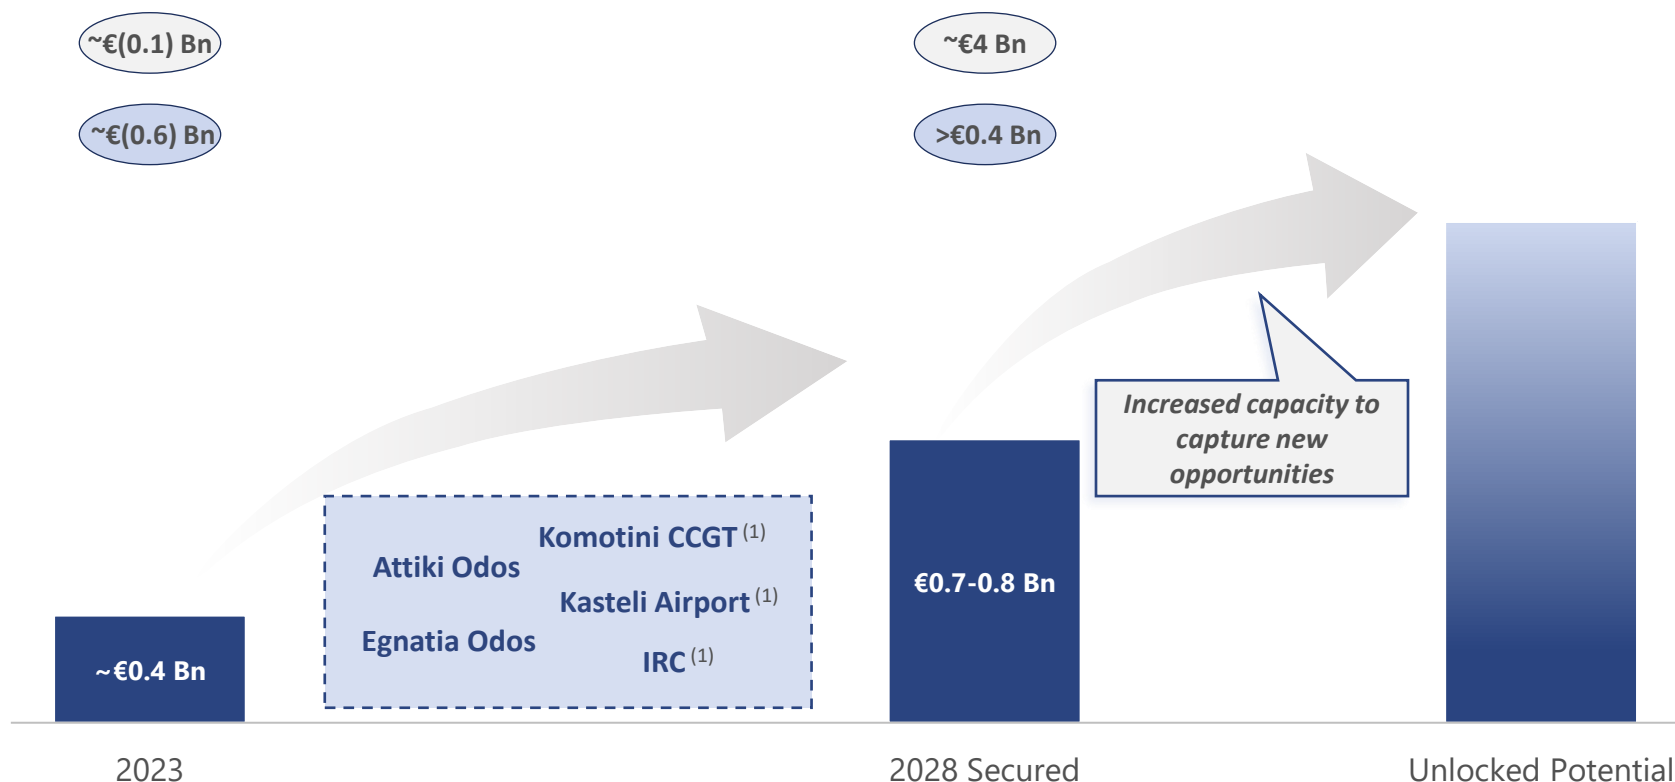 ~€(0.1) Bn
~€4 Bn
~€(0.6) Bn
>€0.4 Bn
Increased capacity to
capture new
opportunities
Komotini CCGT (1)
Attiki Odos
Kasteli Airport (1)
Egnatia Odos
IRC (1)
~€0.4 Bn
€0.7-0.8 Bn
2023
2028 Secured
Unlocked Potential